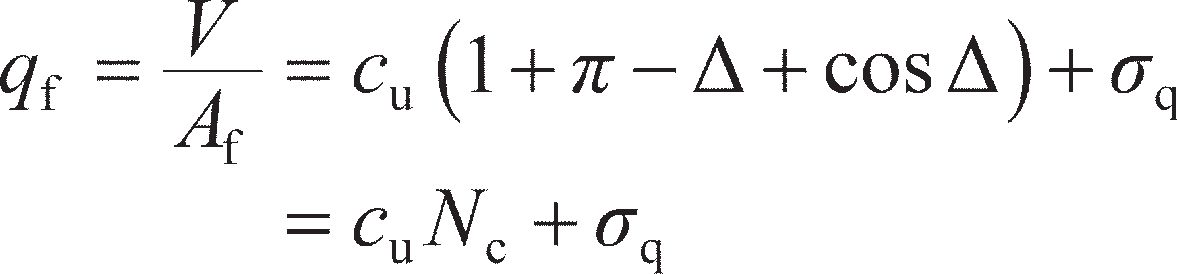 q_f = V/A_f = c_u (1 + π − Δ + cos Δ) + σ_q
= c_u N_c + σ_q